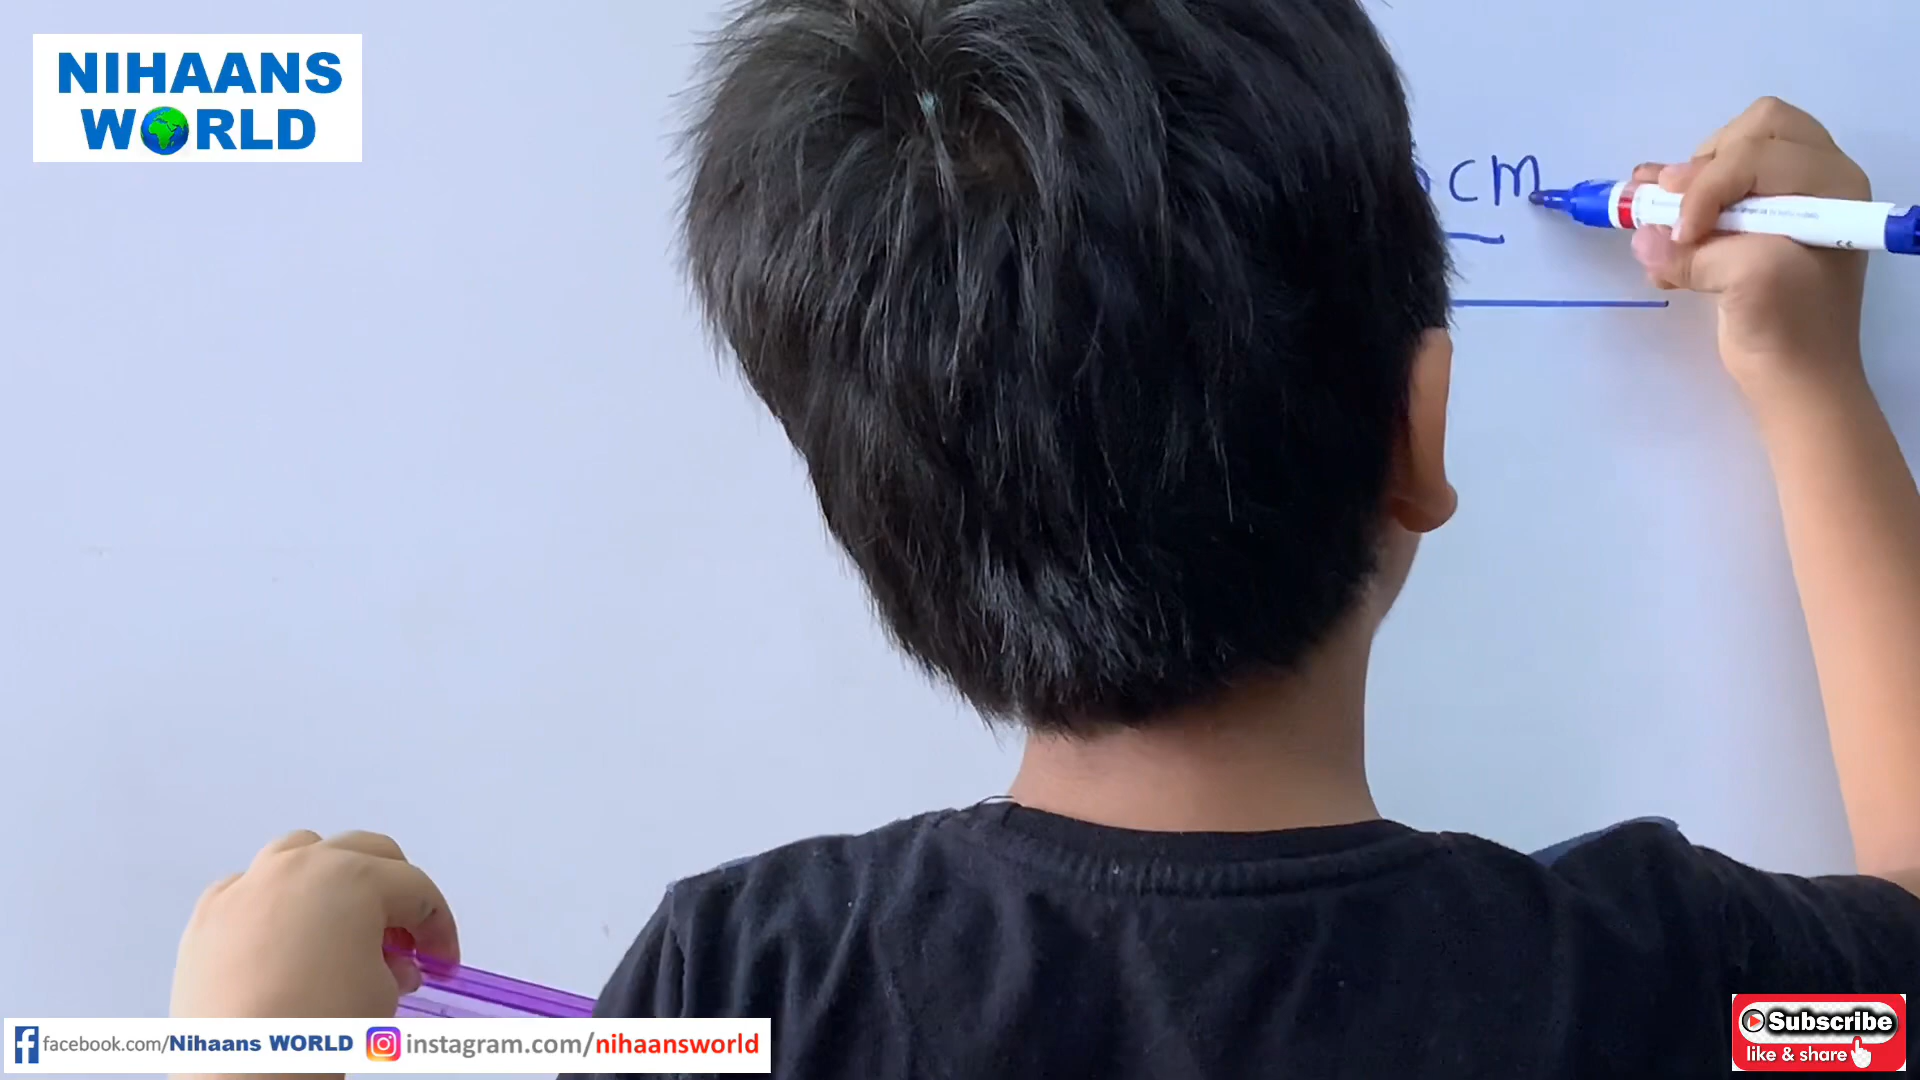 NIHAANS
WORLD
cm
facebook.com/Nihaans WORLD
instagram.com/nihaansworld
Subscribe
like & share